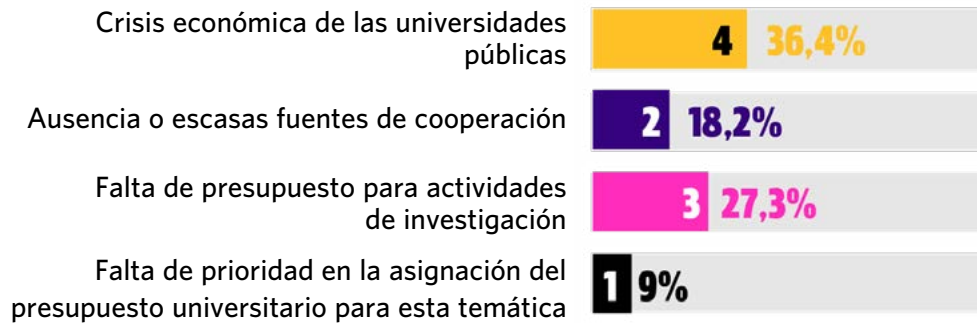 Crisis económica de las universidades
públicas
4 36,4%
Ausencia o escasas fuentes de cooperación
2 18,2%
Falta de presupuesto para actividades
de investigación
3 27,3%
Falta de prioridad en la asignación del
presupuesto universitario para esta temática
1 9%